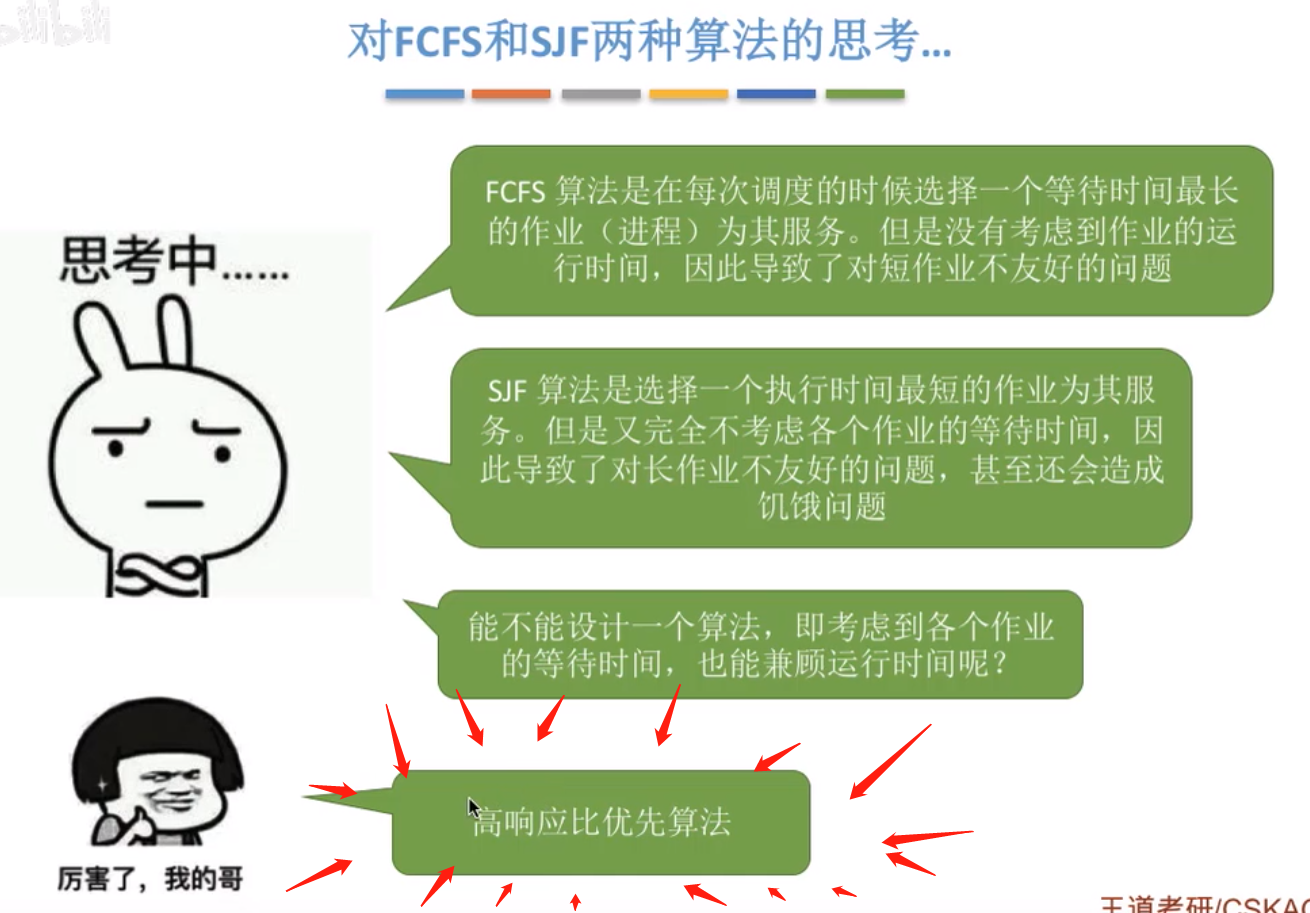 bilibili
对FCFS和SJF两种算法的思考...
FCFS 算法是在每次调度的时候选择一个等待时间最长
的作业（进程）为其服务。但是没有考虑到作业的运
行时间，因此导致了对短作业不友好的问题
思考中......
SJF 算法是选择一个执行时间最短的作业为其服
务。但是又完全不考虑各个作业的等待时间，因
此导致了对长作业不友好的问题，甚至还会造成
饥饿问题
能不能设计一个算法，即考虑到各个作业
的等待时间，也能兼顾运行时间呢？
高响应比优先算法
厉害了，我的哥
王道考研/CSKAO